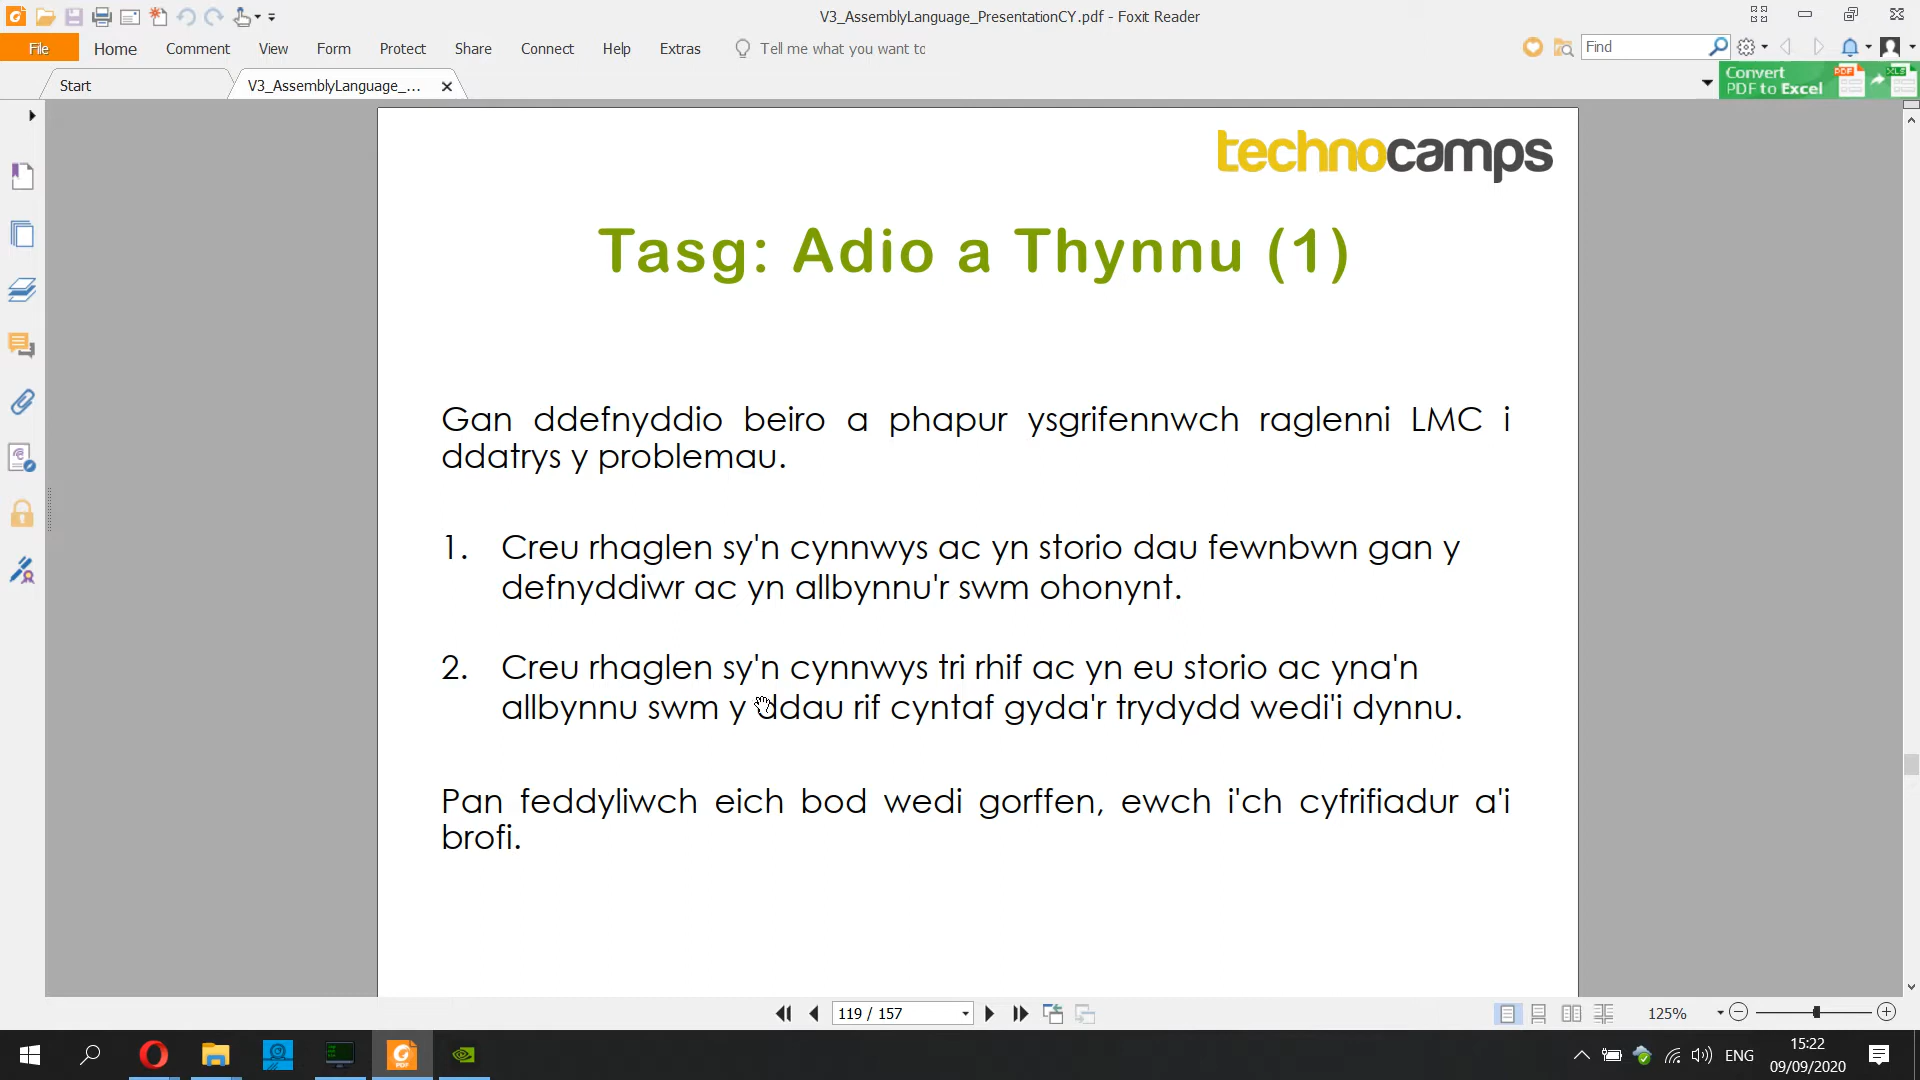 V3_AssemblyLanguage_PresentationCY.pdf - Foxit Reader
File Home Comment View Form Protect Share Connect Help Extras Tell me what you want to Find
Start V3_AssemblyLanguage_...
Convert PDF
PDF to Excel
technocamps
Tasg: Adio a Thynnu (1)
Gan ddefnyddio beiro a phapur ysgrifennwch raglenni LMC i
ddatrys y problemau.
1. Creu rhaglen sy'n cynnwys ac yn storio dau fewnbwn gan y
defnyddiwr ac yn allbynnu'r swm ohonynt.
2. Creu rhaglen sy'n cynnwys tri rhif ac yn eu storio ac yna'n
allbynnu swm y ddau rif cyntaf gyda'r trydydd wedi'i dynnu.
Pan feddyliwch eich bod wedi gorffen, ewch i'ch cyfrifiadur a'i
brofi.
119 / 157 125%
ENG 15:22
09/09/2020